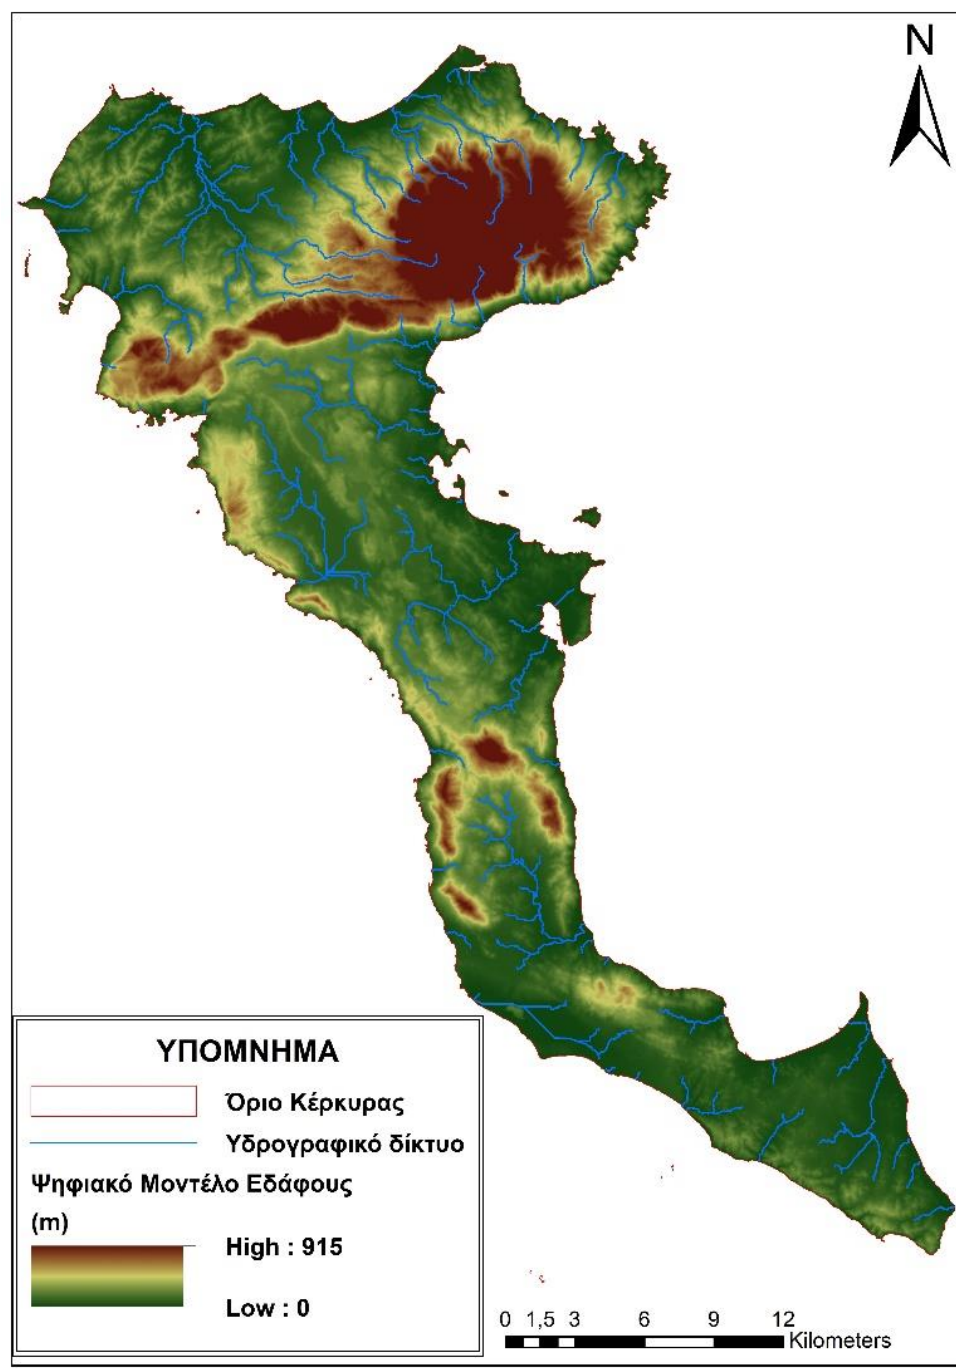 N
ΥΠΟΜΝΗΜΑ
Όριο Κέρκυρας
Υδρογραφικό δίκτυο
Ψηφιακό Μοντέλο Εδάφους
(m)
High : 915
Low : 0
0 1,5 3 6 9 12
Kilometers